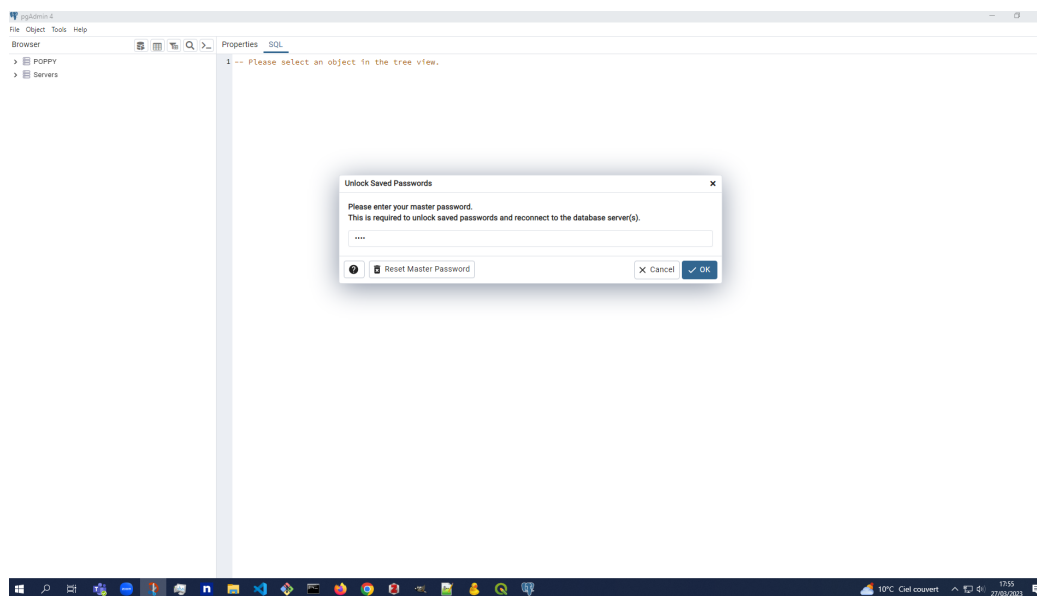 pgAdmin 4
File Object Tools Help
Browser
Properties SQL
POPPY
Servers
1 -- Please select an object in the tree view.
Unlock Saved Passwords
Please enter your master password.
This is required to unlock saved passwords and reconnect to the database server(s).
Reset Master Password
Cancel
OK
10°C Ciel couvert
17:55
27/03/2023